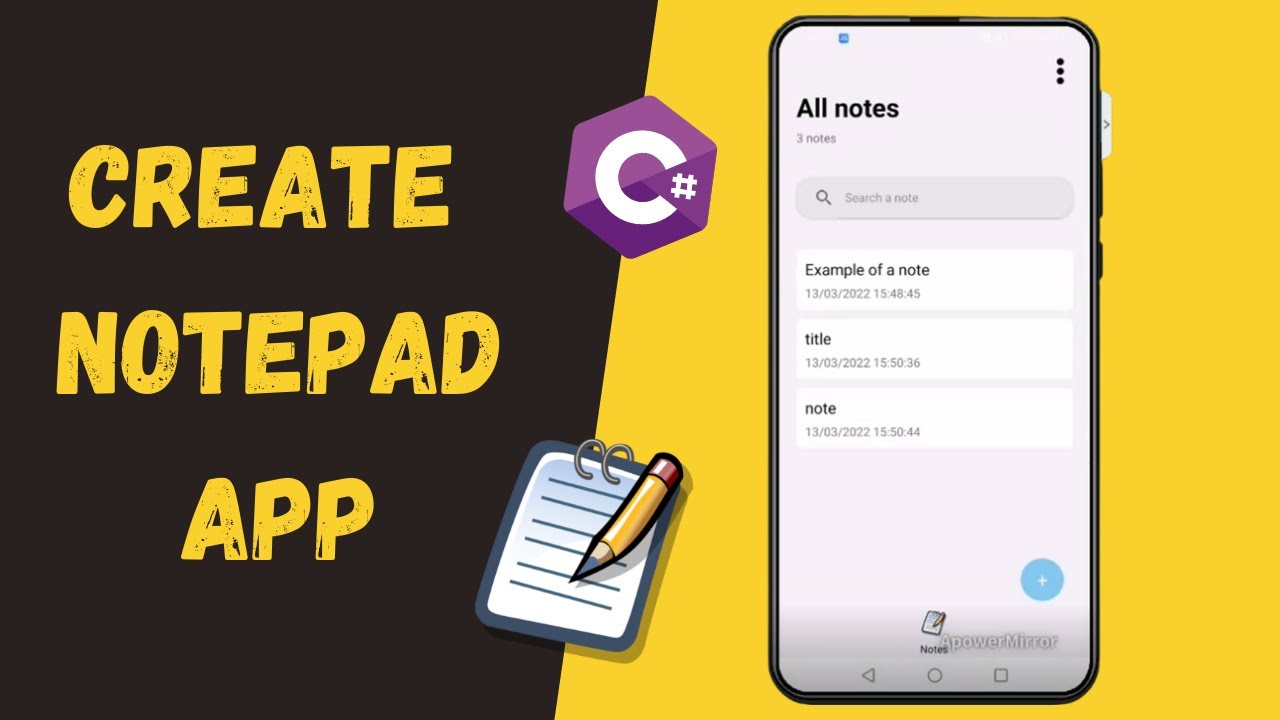 CREATE
NOTEPAD
APP
C#
All notes
3 notes
Search a note
Example of a note
13/03/2022 15:48:45
title
13/03/2022 15:50:36
note
13/03/2022 15:50:44
+
ApowerMirror
Notes